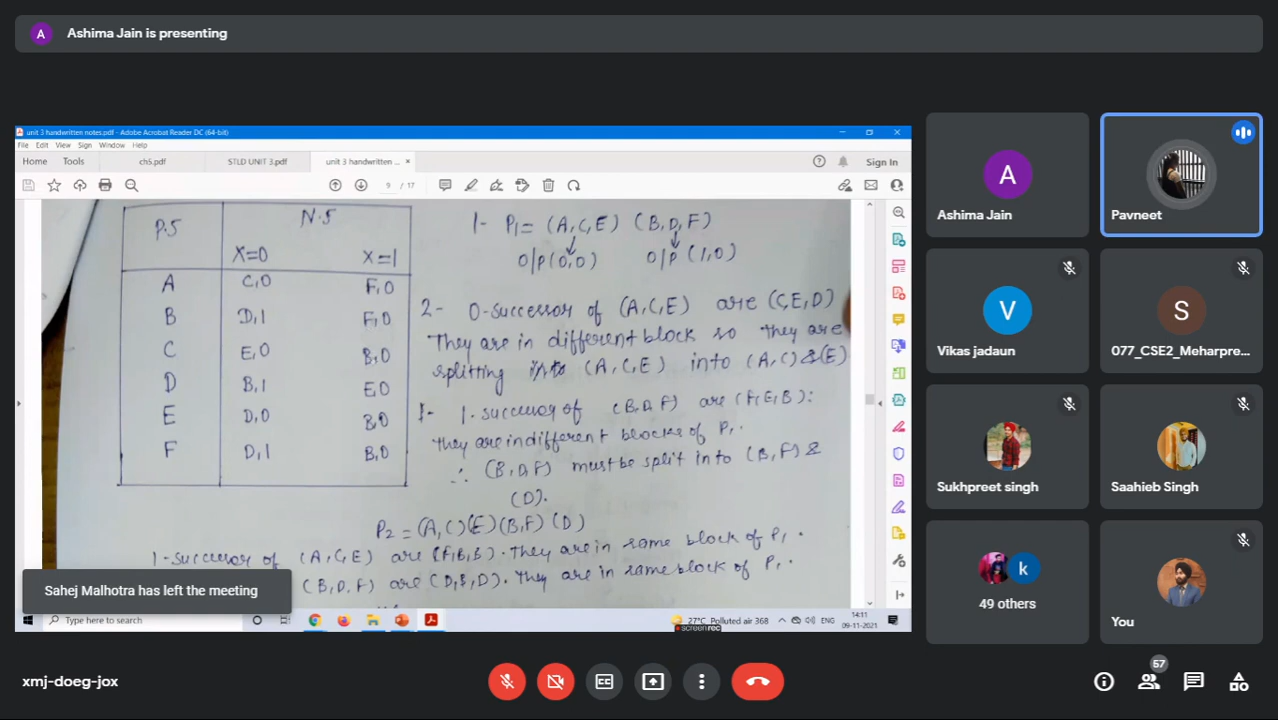 A
Ashima Jain is presenting
unit 3 handwritten notes.pdf - Adobe Acrobat Reader DC (64-bit)
File Edit View Sign Window Help
Home Tools ch5.pdf STLD UNIT 3.pdf unit 3 handwritten ... × Sign In
9 / 17
P.S N.S
X=0 X=1
A C,0 F,0
B D,1 F,0
C E,0 B,0
D B,1 E,0
E D,0 B,0
F D,1 B,0
1- P1 = (A,C,E) (B,D,F)
O/P (0,0) O/P (1,0)
2- 0-successor of (A,C,E) are (C,E,D)
They are in different block so they are
splitting into (A,C,E) into (A,C) & (E)
1-successor of (B,D,F) are (F,E,B):
they are in different blocks of P1.
∴ (B,D,F) must be split into (B,F) &
(D).
P2 = (A,C)(E)(B,F)(D)
1-successor of (A,C,E) are (F,B,B). They are in same block of P1.
(B,D,F) are (D,B,D). They are in same block of P1.
Sahej Malhotra has left the meeting
Type here to search
27°C Polluted air 368 ENG
14:11
09-11-2021
screenrec
A
Ashima Jain
Pavneet
V
Vikas jadaun
S
077_CSE2_Meharpre...
Sukhpreet singh
Saahieb Singh
k
49 others
You
xmj-doeg-jox
57